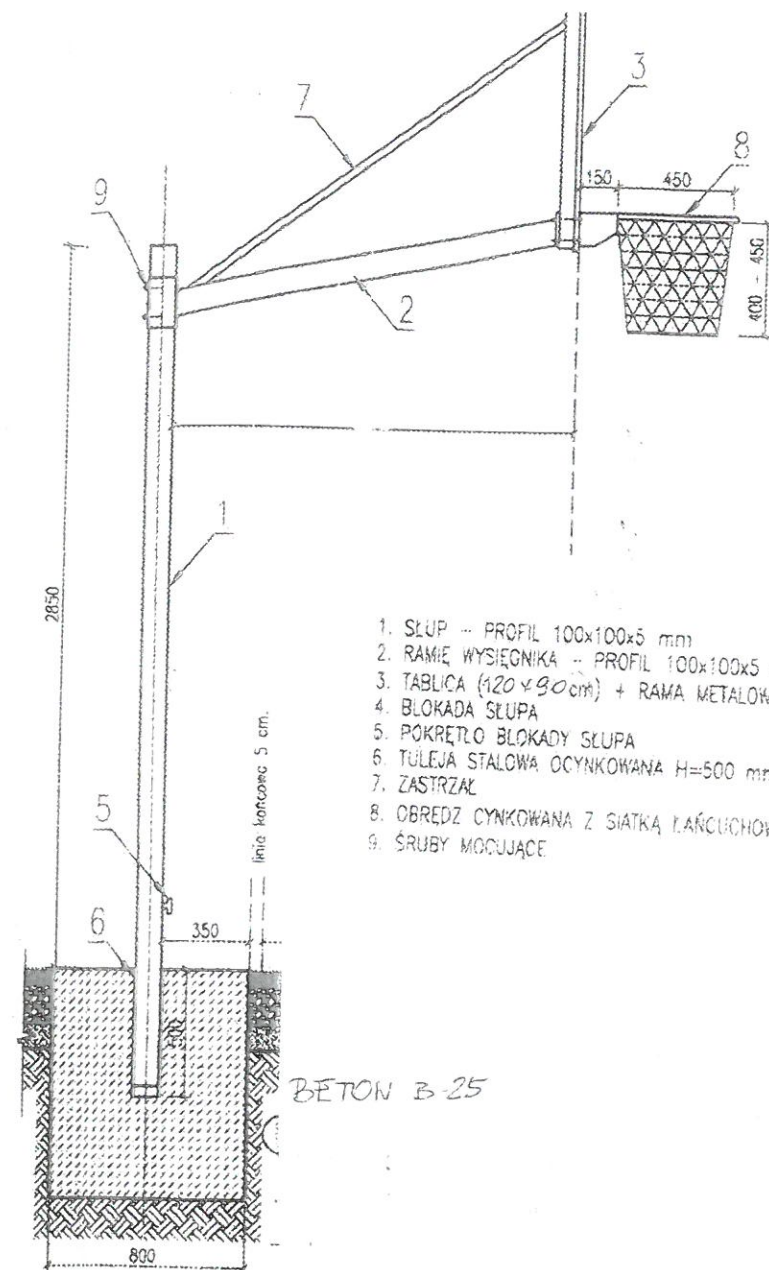 7
3
8
150
450
9
400 - 450
2
1
2850
1. SŁUP - PROFIL 100x100x5 mm
2. RAMIĘ WYSIĘGNIKA - PROFIL 100x100x5
3. TABLICA (120 x 90 cm) + RAMA METALOW
4. BLOKADA SŁUPA
5. POKRĘTŁO BLOKADY SŁUPA
6. TULEJA STALOWA OCYNKOWANA H=500 mm
7. ZASTRZAŁ
8. OBRĘDZ CYNKOWANA Z SIATKĄ ŁAŃCUCHOW
9. ŚRUBY MOCUJĄCE
linia końcowa 5 cm.
5
6
350
500
BETON B-25
800